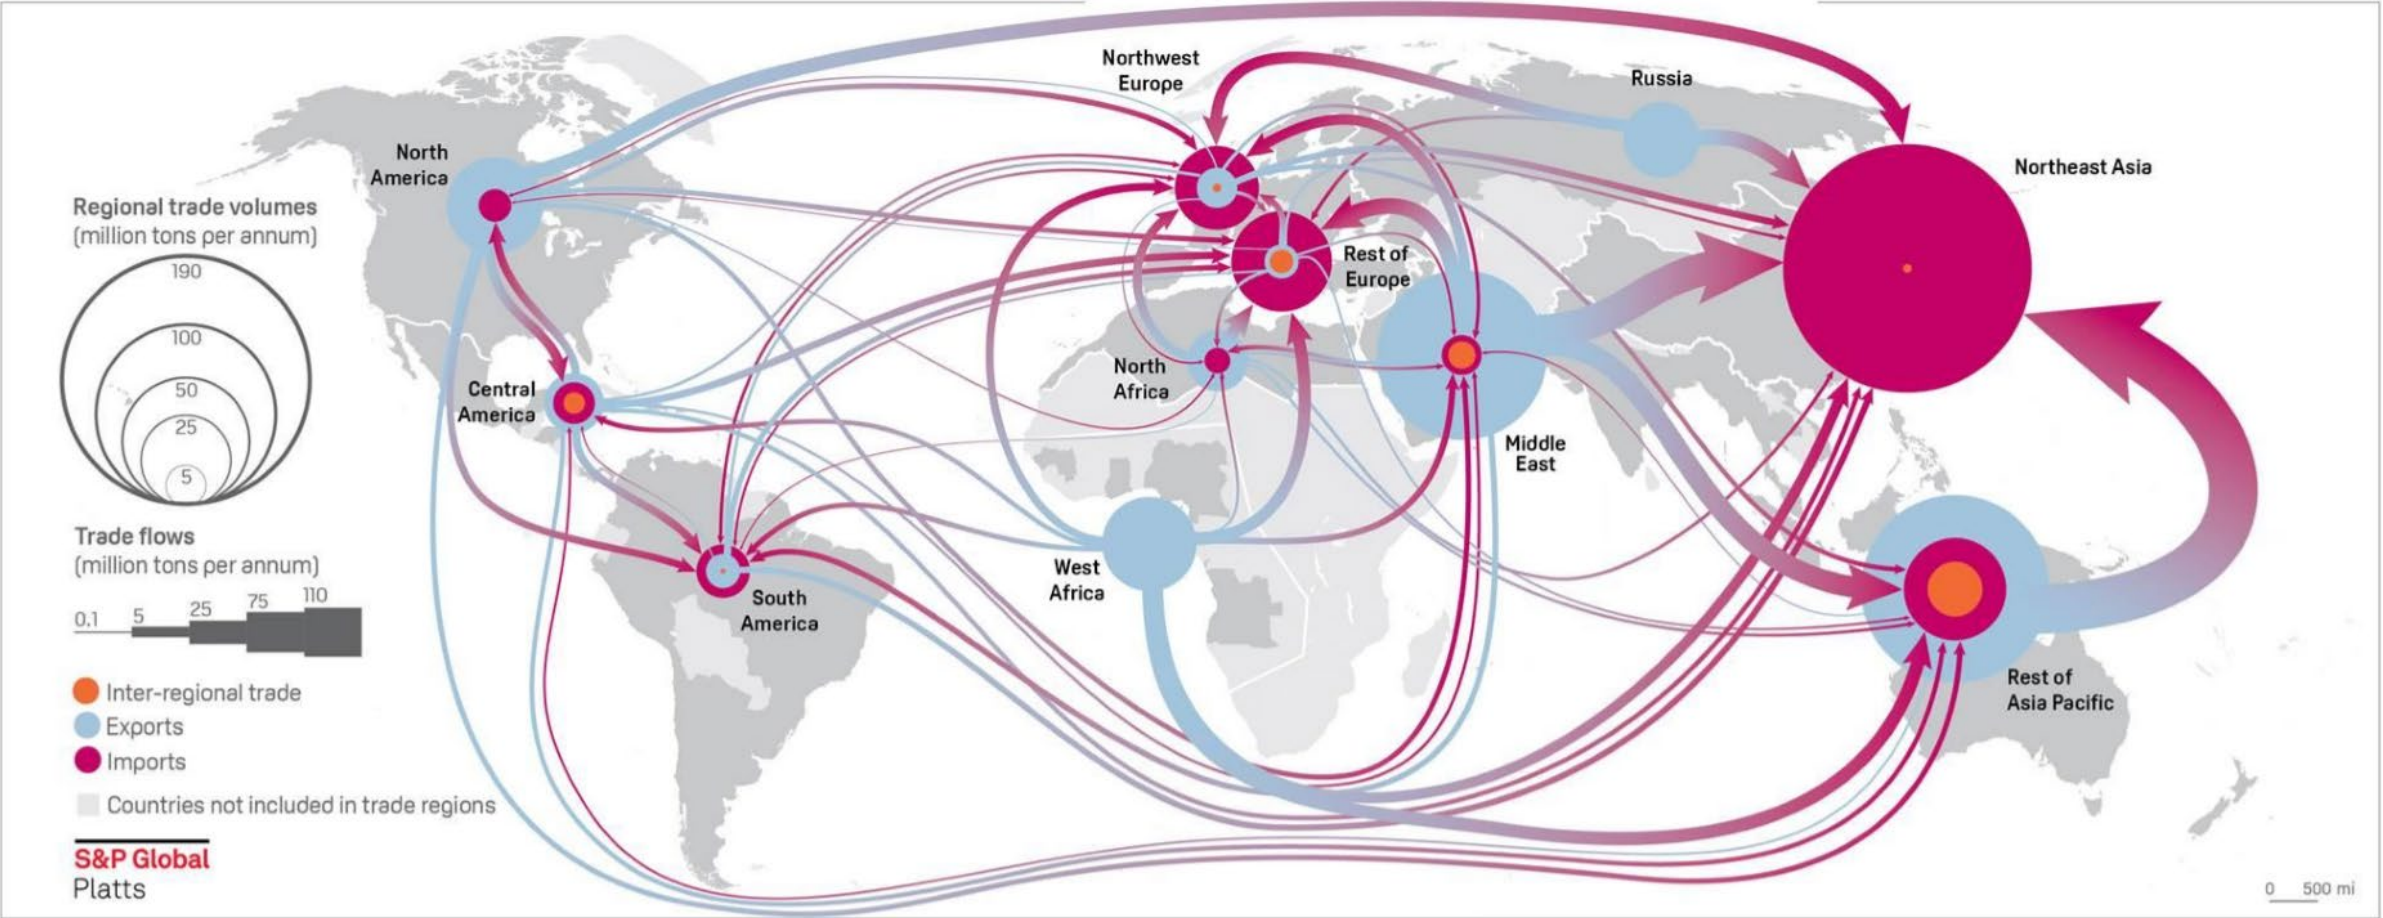 Northwest
Europe
Russia
North
America
Northeast Asia
Regional trade volumes
(million tons per annum)
190
100
50
25
5
Rest of
Europe
North
Africa
Central
America
Middle
East
Trade flows
(million tons per annum)
0.1 5 25 75 110
West
Africa
South
America
Rest of
Asia Pacific
Inter-regional trade
Exports
Imports
Countries not included in trade regions
S&P Global
Platts
0 500 mi